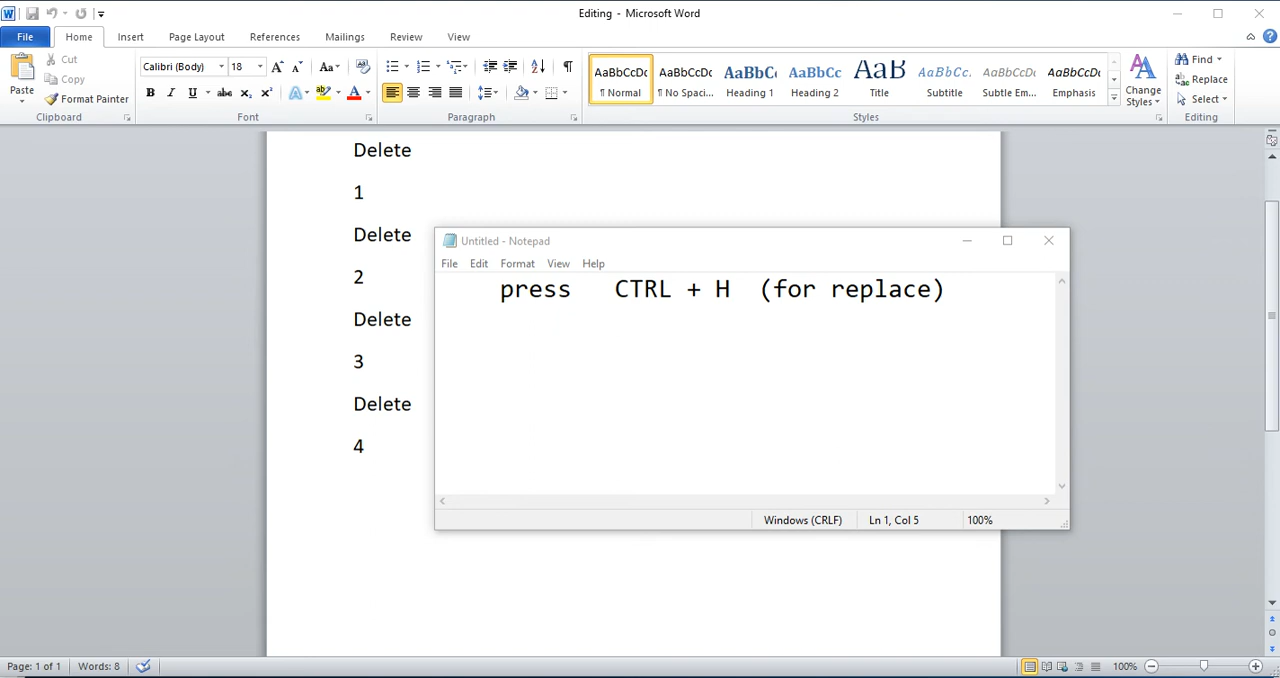 Editing - Microsoft Word
File Home Insert Page Layout References Mailings Review View
Paste
Cut
Copy
Format Painter
Clipboard
Calibri (Body) 18
Font
Paragraph
AaBbCcDc AaBbCcDc AaBbC AaBbCc AaB AaBbCc. AaBbCcDc AaBbCcDc
¶ Normal ¶ No Spaci... Heading 1 Heading 2 Title Subtitle Subtle Em... Emphasis
Styles
Change Styles
Find
Replace
Select
Editing
Delete
1
Delete
2
Delete
3
Delete
4
Untitled - Notepad
File Edit Format View Help
press CTRL + H (for replace)
Windows (CRLF) Ln 1, Col 5 100%
Page: 1 of 1 Words: 8 100%